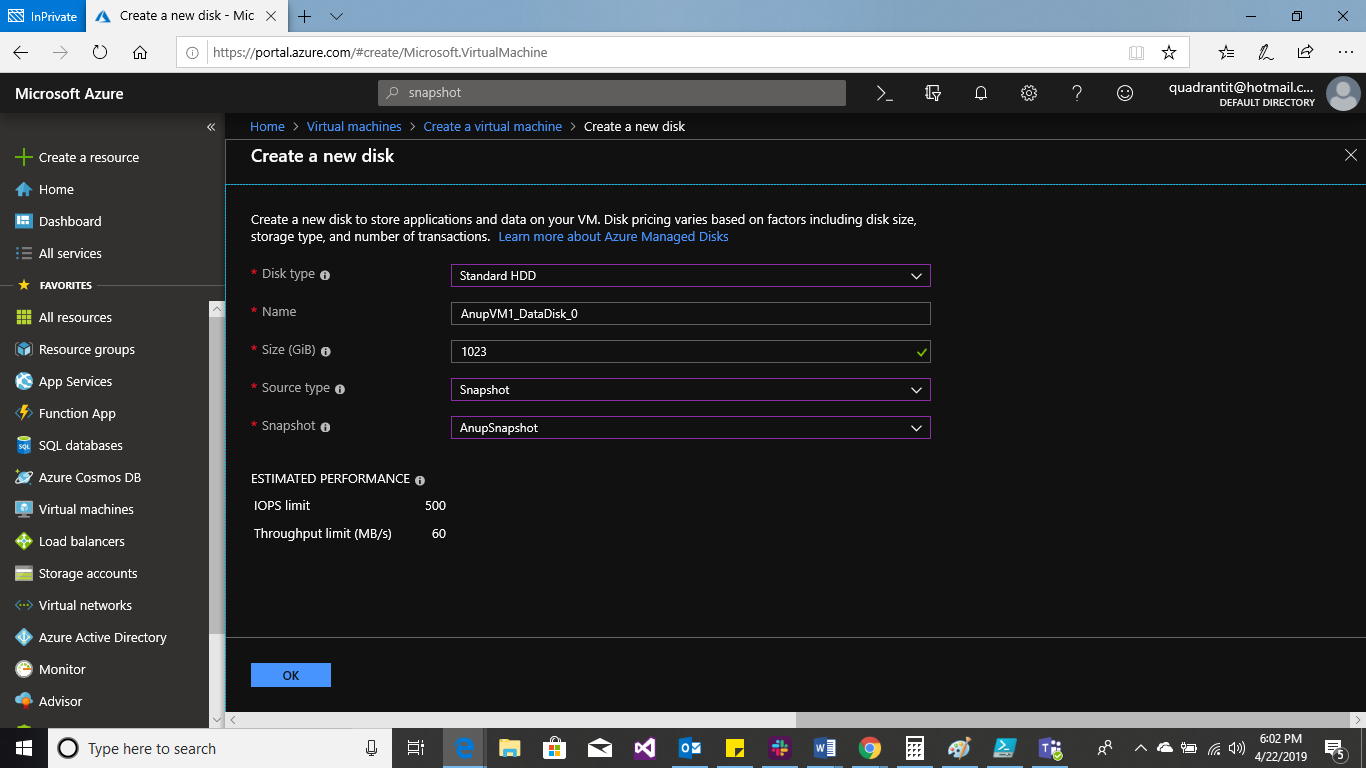 InPrivate
Create a new disk - Mic
https://portal.azure.com/#create/Microsoft.VirtualMachine
Microsoft Azure
snapshot
quadrantit@hotmail.c...
DEFAULT DIRECTORY
Home > Virtual machines > Create a virtual machine > Create a new disk
Create a new disk
Create a resource
Home
Dashboard
All services
FAVORITES
All resources
Resource groups
App Services
Function App
SQL databases
Azure Cosmos DB
Virtual machines
Load balancers
Storage accounts
Virtual networks
Azure Active Directory
Monitor
Advisor
Create a new disk to store applications and data on your VM. Disk pricing varies based on factors including disk size,
storage type, and number of transactions. Learn more about Azure Managed Disks
* Disk type Standard HDD
* Name AnupVM1_DataDisk_0
* Size (GiB) 1023
* Source type Snapshot
* Snapshot AnupSnapshot
ESTIMATED PERFORMANCE
IOPS limit 500
Throughput limit (MB/s) 60
OK
Type here to search
6:02 PM
4/22/2019
5